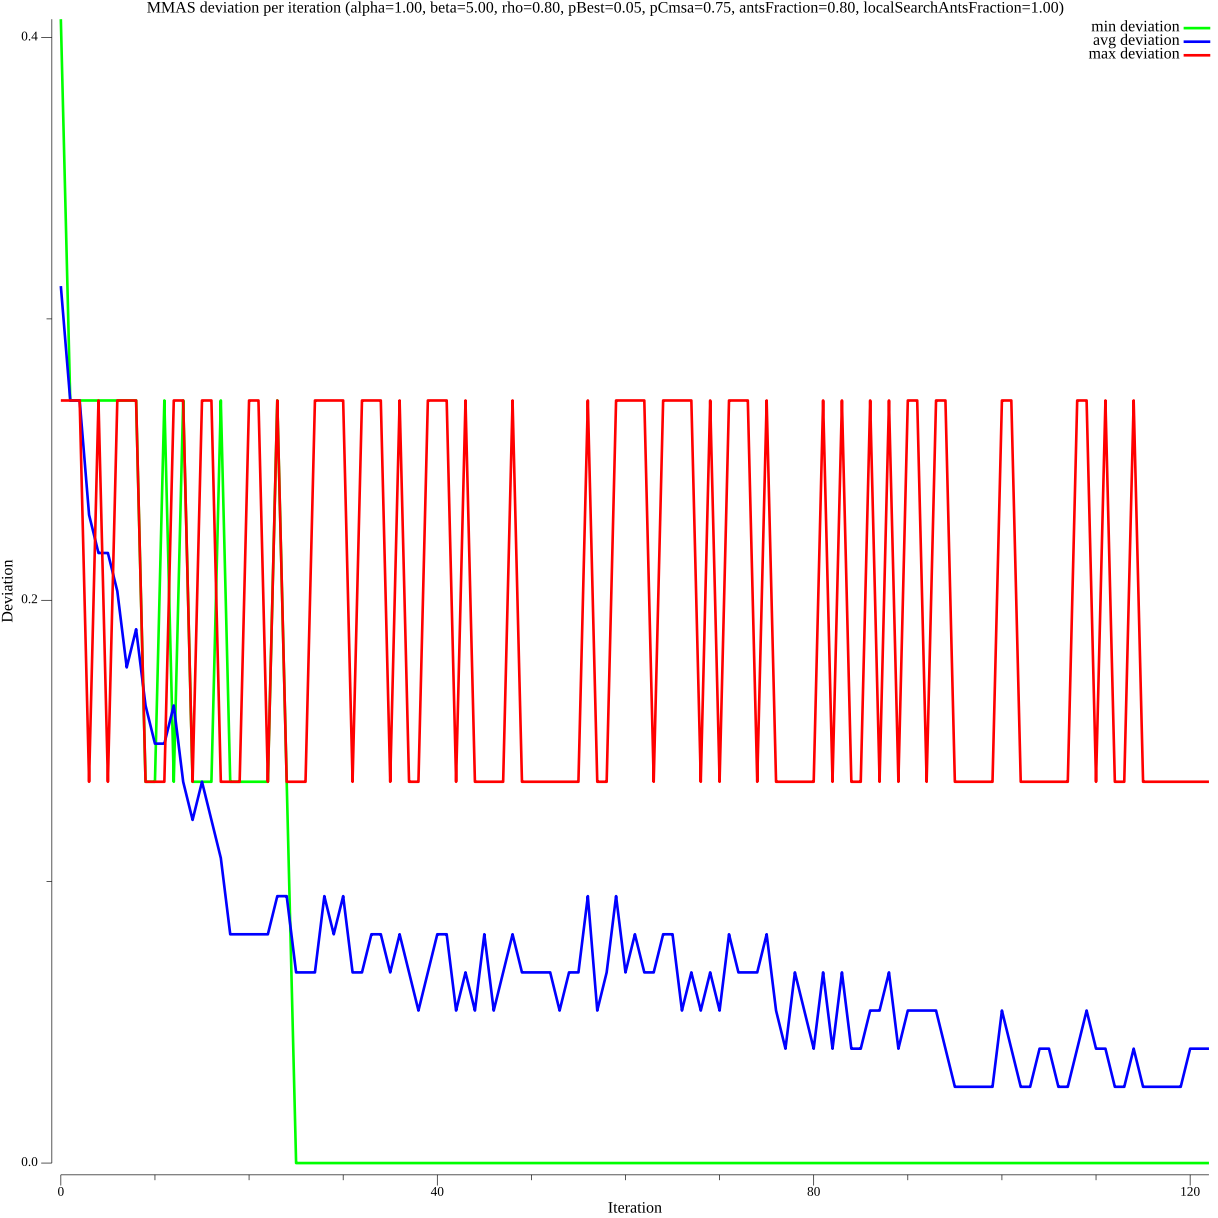 MMAS deviation per iteration (alpha=1.00, beta=5.00, rho=0.80, pBest=0.05, pCmsa=0.75, antsFraction=0.80, localSearchAntsFraction=1.00)
min deviation
avg deviation
max deviation
0.4
0.2
0.0
Deviation
0 40 80 120
Iteration